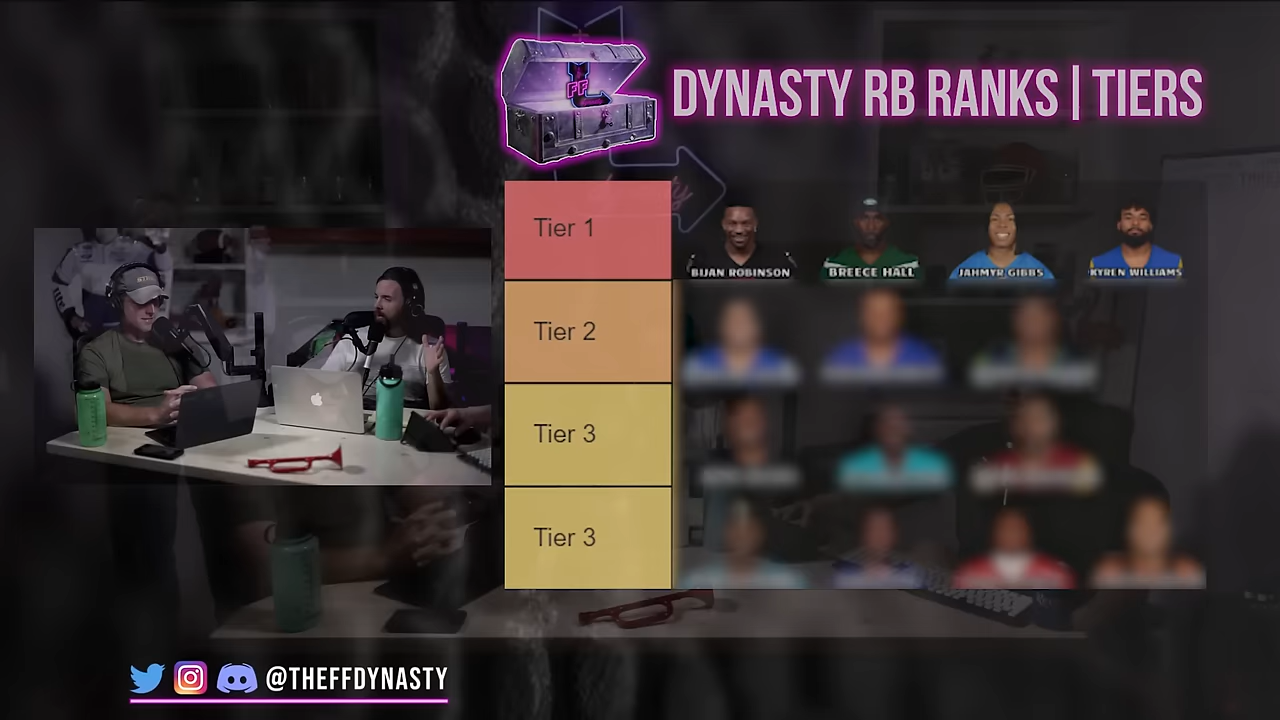 FF
DYNASTY RB RANKS | TIERS
Tier 1
BIJAN ROBINSON
BREECE HALL
JAHMYR GIBBS
KYREN WILLIAMS
Tier 2
Tier 3
Tier 3
@THEFFDYNASTY